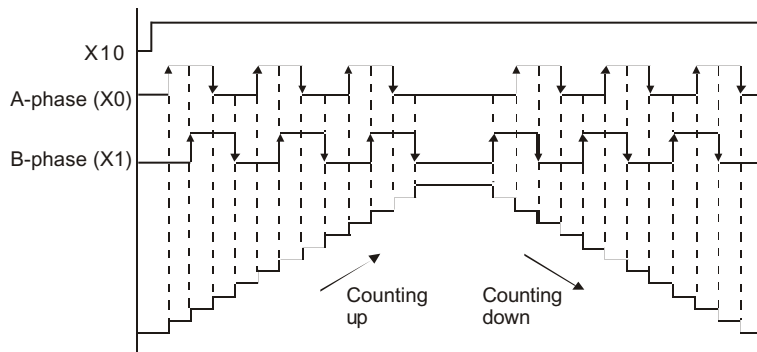 X10
A-phase (X0)
B-phase (X1)
Counting
up
Counting
down